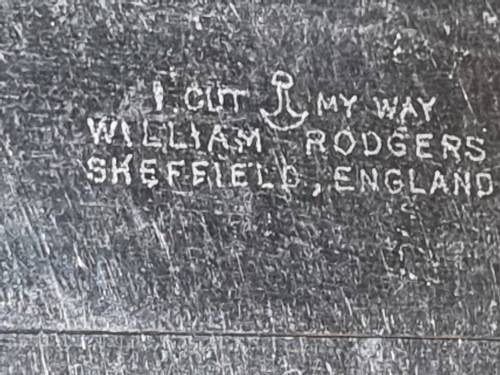 I CUT MY WAY
WILLIAM RODGERS
SHEFFIELD, ENGLAND